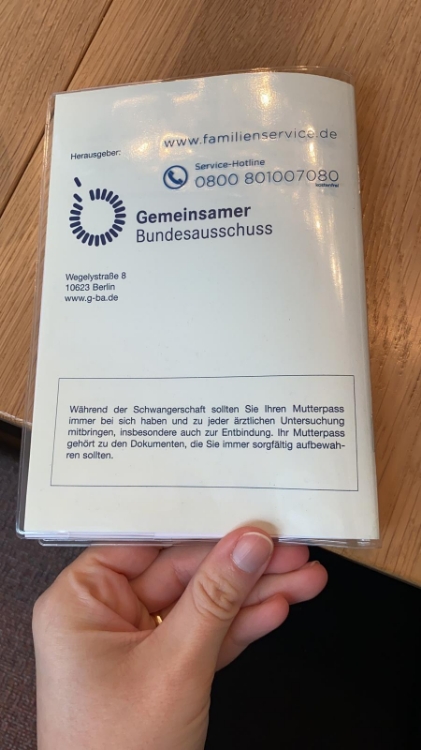 www.familienservice.de
Herausgeber:
Service-Hotline
0800 801007080
kostenfrei
Gemeinsamer
Bundesausschuss
Wegelystraße 8
10623 Berlin
www.g-ba.de
Während der Schwangerschaft sollten Sie Ihren Mutterpass
immer bei sich haben und zu jeder ärztlichen Untersuchung
mitbringen, insbesondere auch zur Entbindung. Ihr Mutterpass
gehört zu den Dokumenten, die Sie immer sorgfältig aufbewah-
ren sollten.